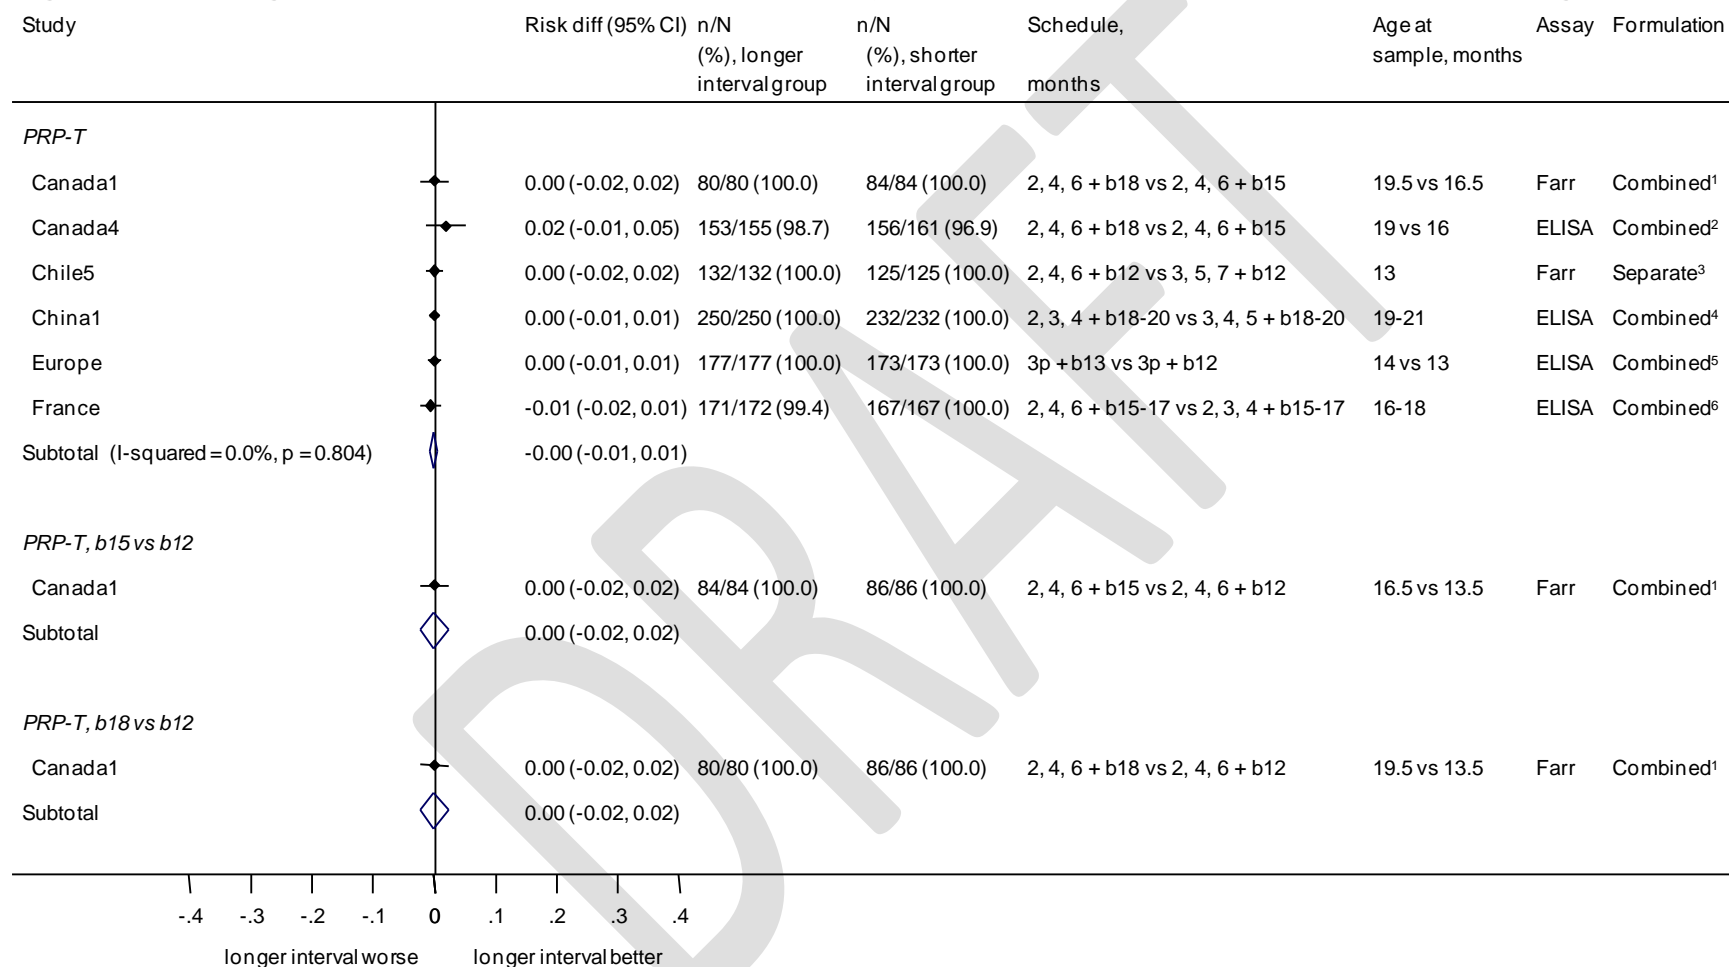 Study Risk diff (95% CI) n/N n/N Schedule, Age at Assay Formulation
(%), longer (%), shorter sample, months
interval group interval group months
PRP-T
Canada1 0.00 (-0.02, 0.02) 80/80 (100.0) 84/84 (100.0) 2, 4, 6 + b18 vs 2, 4, 6 + b15 19.5 vs 16.5 Farr Combined¹
Canada4 0.02 (-0.01, 0.05) 153/155 (98.7) 156/161 (96.9) 2, 4, 6 + b18 vs 2, 4, 6 + b15 19 vs 16 ELISA Combined²
Chile5 0.00 (-0.02, 0.02) 132/132 (100.0) 125/125 (100.0) 2, 4, 6 + b12 vs 3, 5, 7 + b12 13 Farr Separate³
China1 0.00 (-0.01, 0.01) 250/250 (100.0) 232/232 (100.0) 2, 3, 4 + b18-20 vs 3, 4, 5 + b18-20 19-21 ELISA Combined⁴
Europe 0.00 (-0.01, 0.01) 177/177 (100.0) 173/173 (100.0) 3p + b13 vs 3p + b12 14 vs 13 ELISA Combined⁵
France -0.01 (-0.02, 0.01) 171/172 (99.4) 167/167 (100.0) 2, 4, 6 + b15-17 vs 2, 3, 4 + b15-17 16-18 ELISA Combined⁶
Subtotal (I-squared = 0.0%, p = 0.804) -0.00 (-0.01, 0.01)
PRP-T, b15 vs b12
Canada1 0.00 (-0.02, 0.02) 84/84 (100.0) 86/86 (100.0) 2, 4, 6 + b15 vs 2, 4, 6 + b12 16.5 vs 13.5 Farr Combined¹
Subtotal 0.00 (-0.02, 0.02)
PRP-T, b18 vs b12
Canada1 0.00 (-0.02, 0.02) 80/80 (100.0) 86/86 (100.0) 2, 4, 6 + b18 vs 2, 4, 6 + b12 19.5 vs 13.5 Farr Combined¹
Subtotal 0.00 (-0.02, 0.02)
-.4 -.3 -.2 -.1 0 .1 .2 .3 .4
longer interval worse longer interval better
DRAFT